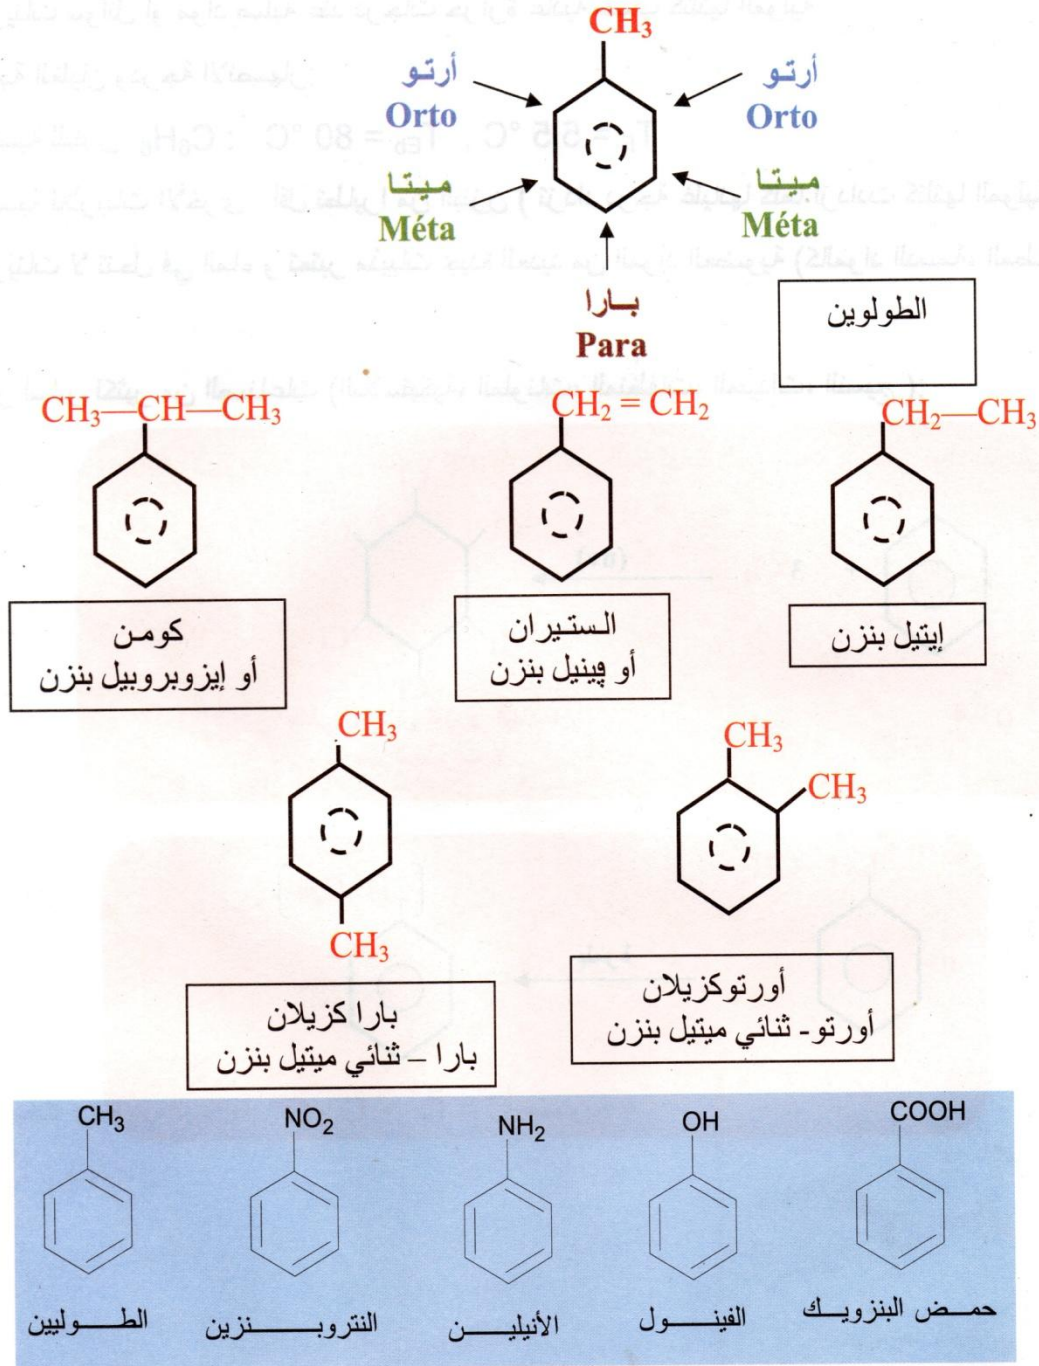 CH₃
أرتو
Orto
أرتو
Orto
ميتا
Méta
ميتا
Méta
بارا
Para
الطولوين
CH₂—CH₃
إيتيل بنزن
CH₂ = CH₂
الستيران
أو ڥينيل بنزن
CH₃—CH—CH₃
كومن
أو إيزوبروبيل بنزن
CH₃
CH₃
أورتوكزيلان
أورتو- ثنائي ميتيل بنزن
CH₃
CH₃
بارا كزيلان
بارا – ثنائي ميتيل بنزن
COOH
حمض البنزويك
OH
الفينول
NH₂
الأنيلين
NO₂
النتروبنزين
CH₃
الطوليين